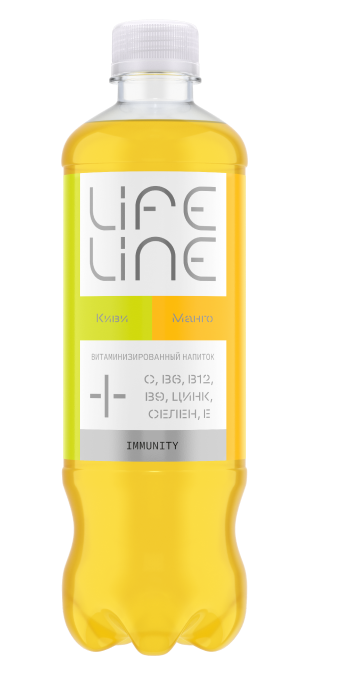 LIFE
LINE
Киви Манго
ВИТАМИНИЗИРОВАННЫЙ НАПИТОК
+ C, B6, B12,
B9, ЦИНК,
СЕЛЕН, E
IMMUNITY